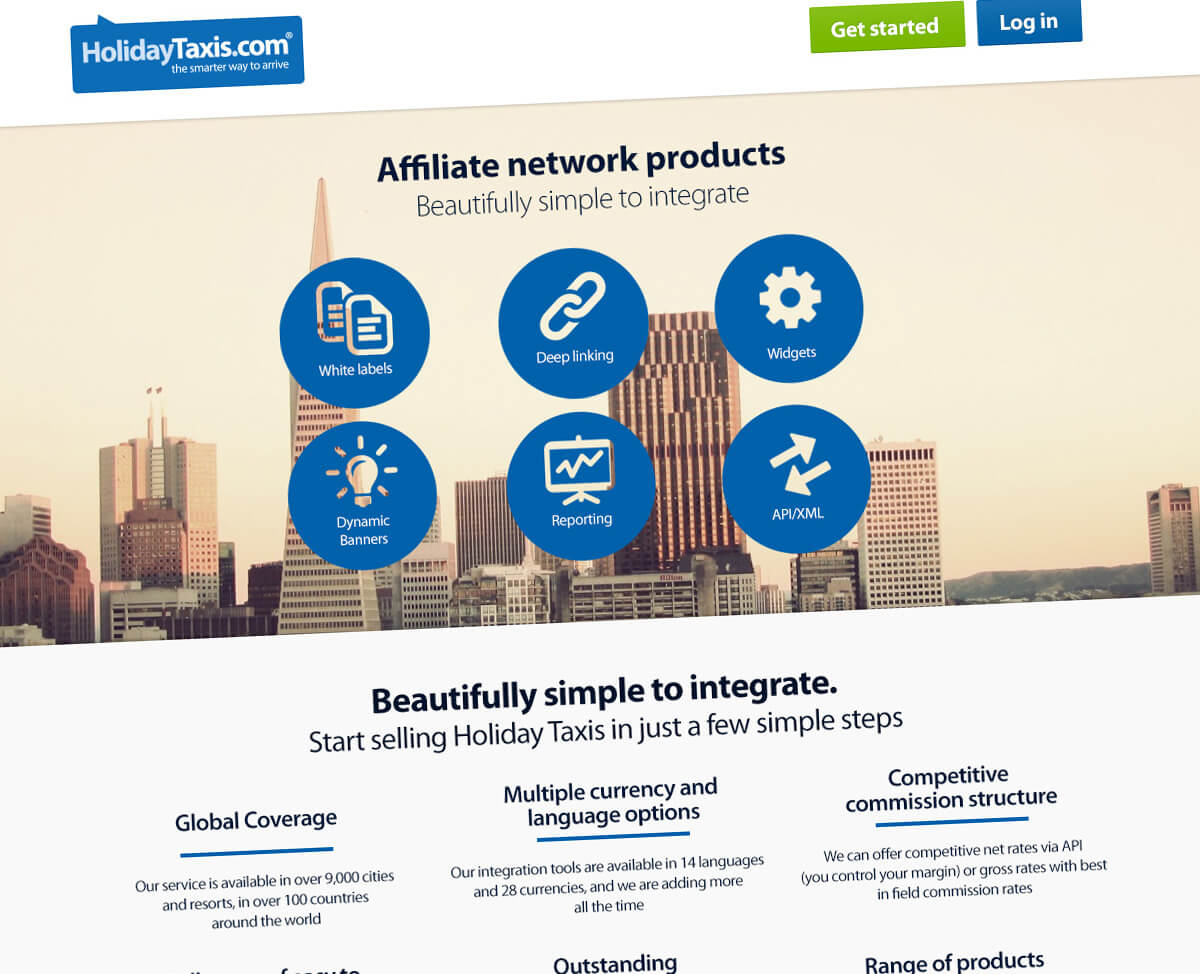 HolidayTaxis.com®
the smarter way to arrive
Get started
Log in
Affiliate network products
Beautifully simple to integrate
White labels
Deep linking
Widgets
Dynamic
Banners
Reporting
API/XML
Hilton
Beautifully simple to integrate.
Start selling Holiday Taxis in just a few simple steps
Global Coverage
Our service is available in over 9,000 cities
and resorts, in over 100 countries
around the world
Multiple currency and
language options
Our integration tools are available in 14 languages
and 28 currencies, and we are adding more
all the time
Competitive
commission structure
We can offer competitive net rates via API
(you control your margin) or gross rates with best
in field commission rates
Outstanding
Range of products